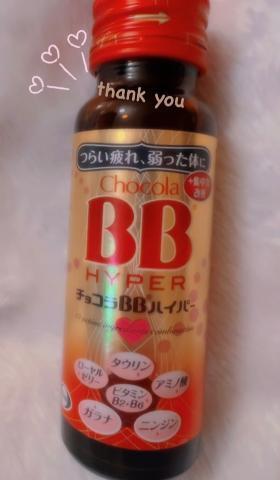 thank you
つらい疲れ、弱った体に
Chocola
BB
HYPER
チョコラBBハイパー
タウリン
ローヤル
ゼリー
アミノ酸
ビタミン
B2・B6
ガラナ
ニンジン